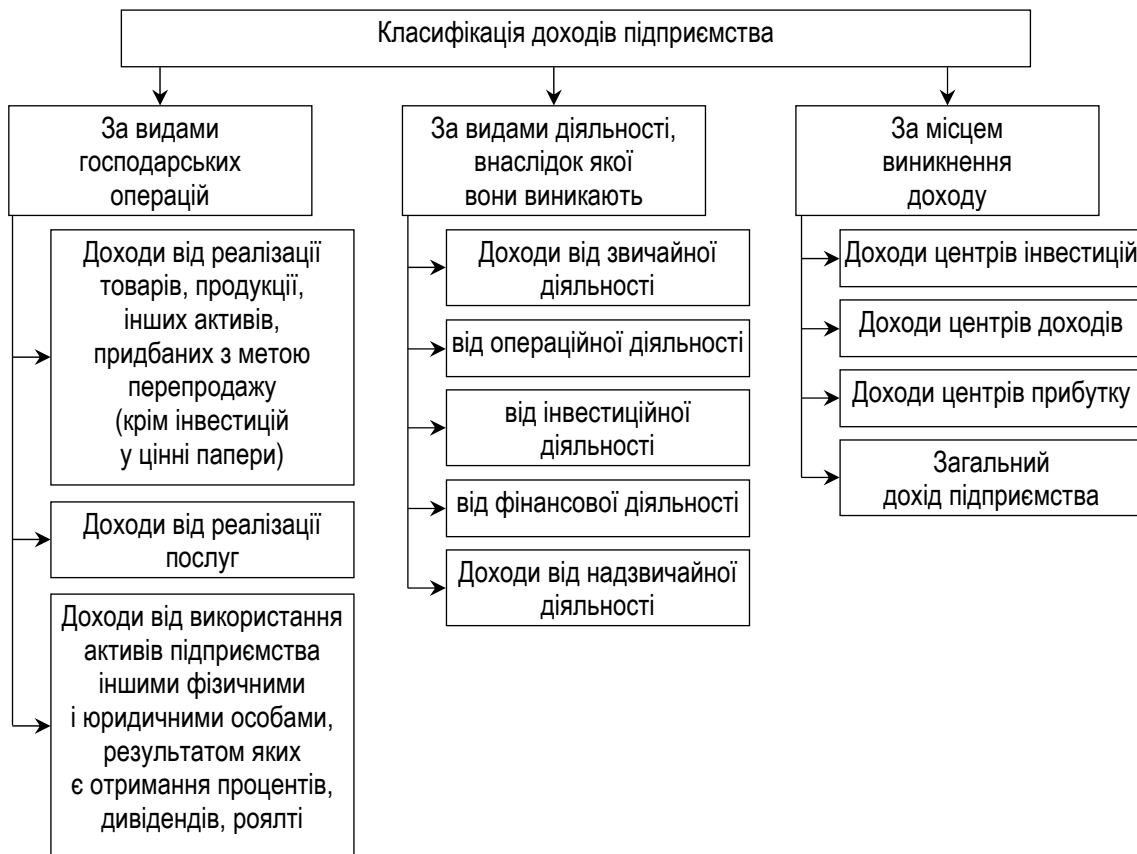 Класифікація доходів підприємства
За видами
господарських
операцій
Доходи від реалізації
товарів, продукції,
інших активів,
придбаних з метою
перепродажу
(крім інвестицій
у цінні папери)
Доходи від реалізації
послуг
Доходи від використання
активів підприємства
іншими фізичними
і юридичними особами,
результатом яких
є отримання процентів,
дивідендів, роялті
За видами діяльності,
внаслідок якої
вони виникають
Доходи від звичайної
діяльності
від операційної діяльності
від інвестиційної
діяльності
від фінансової діяльності
Доходи від надзвичайної
діяльності
За місцем
виникнення
доходу
Доходи центрів інвестицій
Доходи центрів доходів
Доходи центрів прибутку
Загальний
дохід підприємства